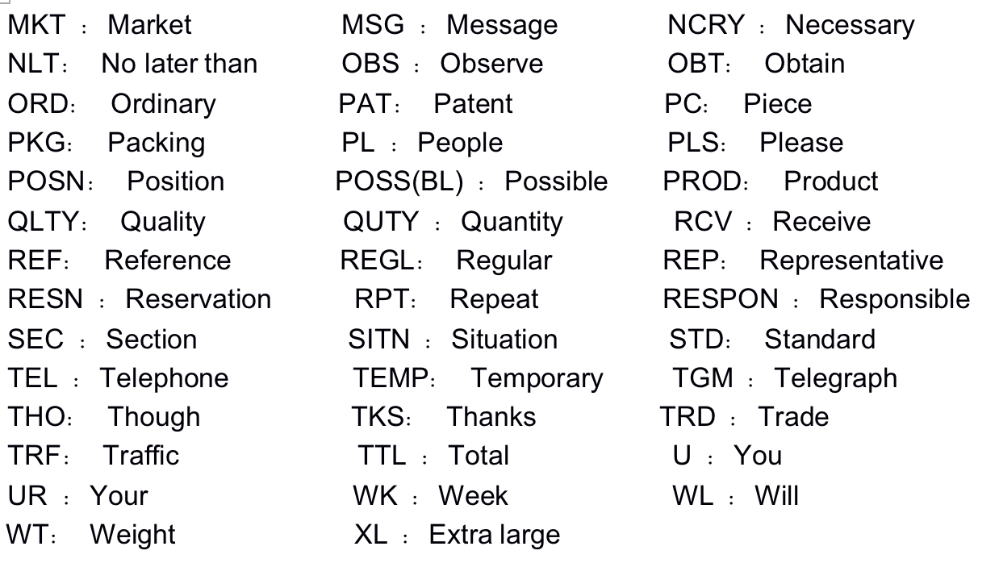 MKT : Market MSG : Message NCRY : Necessary
NLT: No later than OBS : Observe OBT: Obtain
ORD: Ordinary PAT: Patent PC: Piece
PKG: Packing PL : People PLS: Please
POSN: Position POSS(BL) : Possible PROD: Product
QLTY: Quality QUTY : Quantity RCV : Receive
REF: Reference REGL: Regular REP: Representative
RESN : Reservation RPT: Repeat RESPON : Responsible
SEC : Section SITN : Situation STD: Standard
TEL : Telephone TEMP: Temporary TGM : Telegraph
THO: Though TKS: Thanks TRD : Trade
TRF: Traffic TTL : Total U : You
UR : Your WK : Week WL : Will
WT: Weight XL : Extra large